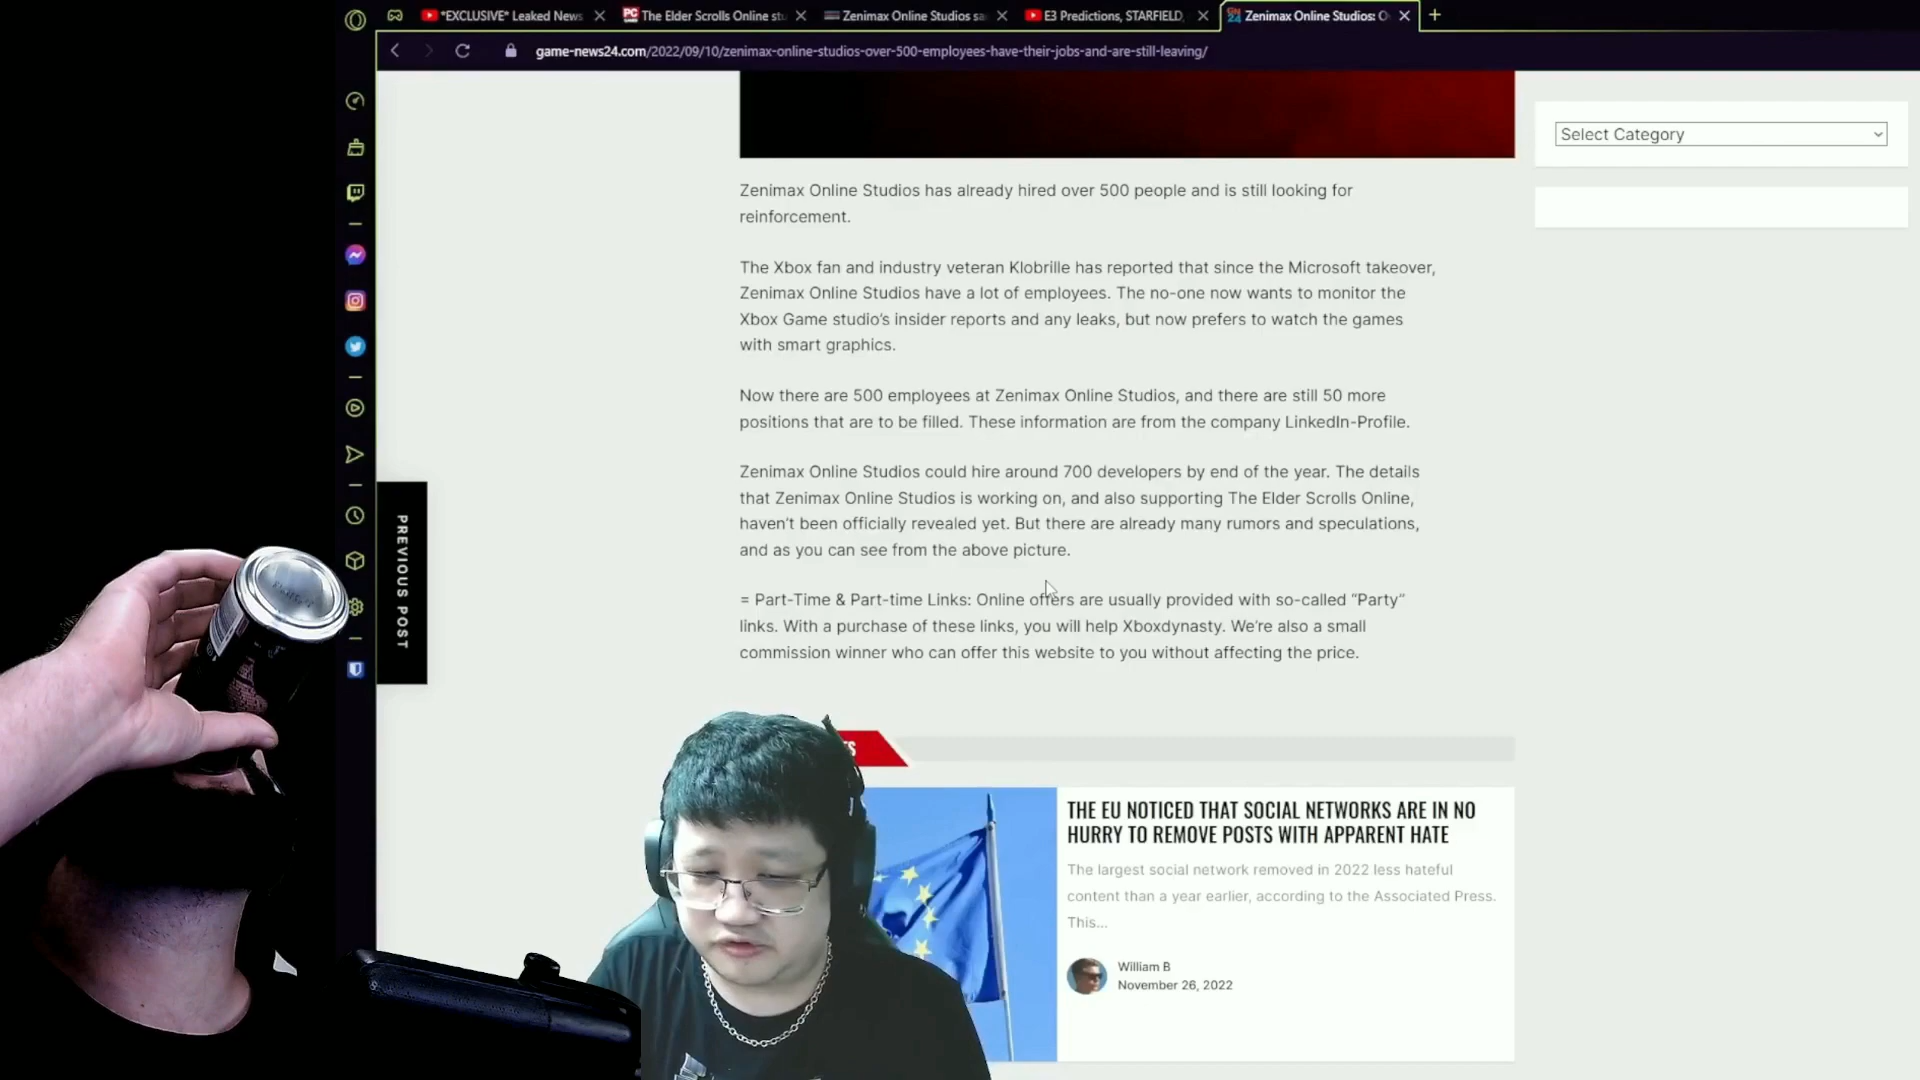 *EXCLUSIVE* Leaked News
The Elder Scrolls Online stu
Zenimax Online Studios sa
E3 Predictions, STARFIELD,
Zenimax Online Studios: O
game-news24.com/2022/09/10/zenimax-online-studios-over-500-employees-have-their-jobs-and-are-still-leaving/
Select Category
Zenimax Online Studios has already hired over 500 people and is still looking for
reinforcement.
The Xbox fan and industry veteran Klobrille has reported that since the Microsoft takeover,
Zenimax Online Studios have a lot of employees. The no-one now wants to monitor the
Xbox Game studio’s insider reports and any leaks, but now prefers to watch the games
with smart graphics.
Now there are 500 employees at Zenimax Online Studios, and there are still 50 more
positions that are to be filled. These information are from the company LinkedIn-Profile.
Zenimax Online Studios could hire around 700 developers by end of the year. The details
that Zenimax Online Studios is working on, and also supporting The Elder Scrolls Online,
haven’t been officially revealed yet. But there are already many rumors and speculations,
and as you can see from the above picture.
= Part-Time & Part-time Links: Online offers are usually provided with so-called “Party”
links. With a purchase of these links, you will help Xboxdynasty. We’re also a small
commission winner who can offer this website to you without affecting the price.
PREVIOUS POST
THE EU NOTICED THAT SOCIAL NETWORKS ARE IN NO
HURRY TO REMOVE POSTS WITH APPARENT HATE
The largest social network removed in 2022 less hateful
content than a year earlier, according to the Associated Press.
This...
William B
November 26, 2022